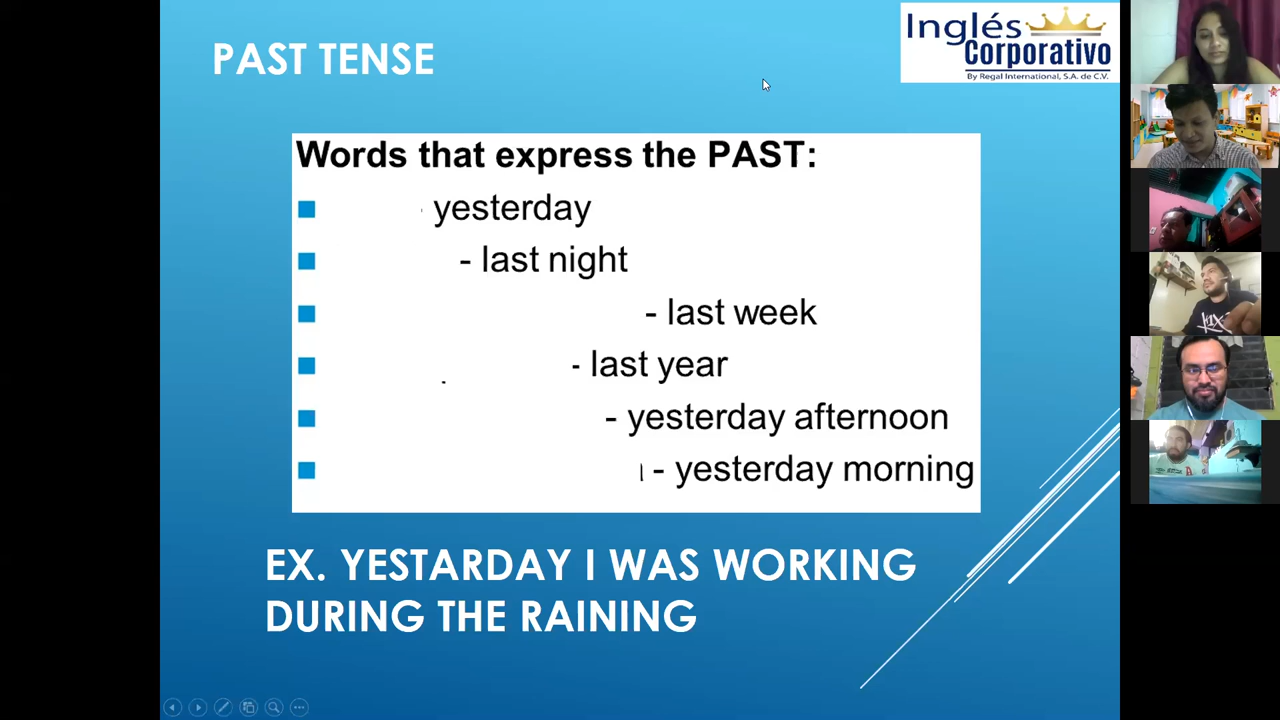 PAST TENSE
Inglés
Corporativo
By Regal International, S.A. de C.V.
Words that express the PAST:
yesterday
- last night
- last week
- last year
- yesterday afternoon
- yesterday morning
EX. YESTARDAY I WAS WORKING
DURING THE RAINING